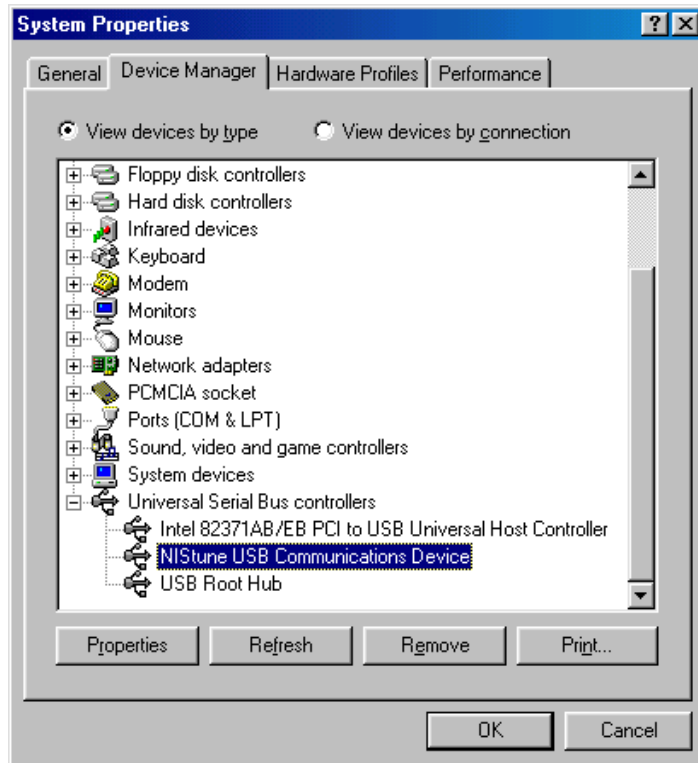 System Properties
General Device Manager Hardware Profiles Performance
View devices by type View devices by connection
Floppy disk controllers
Hard disk controllers
Infrared devices
Keyboard
Modem
Monitors
Mouse
Network adapters
PCMCIA socket
Ports (COM & LPT)
Sound, video and game controllers
System devices
Universal Serial Bus controllers
Intel 82371AB/EB PCI to USB Universal Host Controller
NIStune USB Communications Device
USB Root Hub
Properties Refresh Remove Print...
OK Cancel